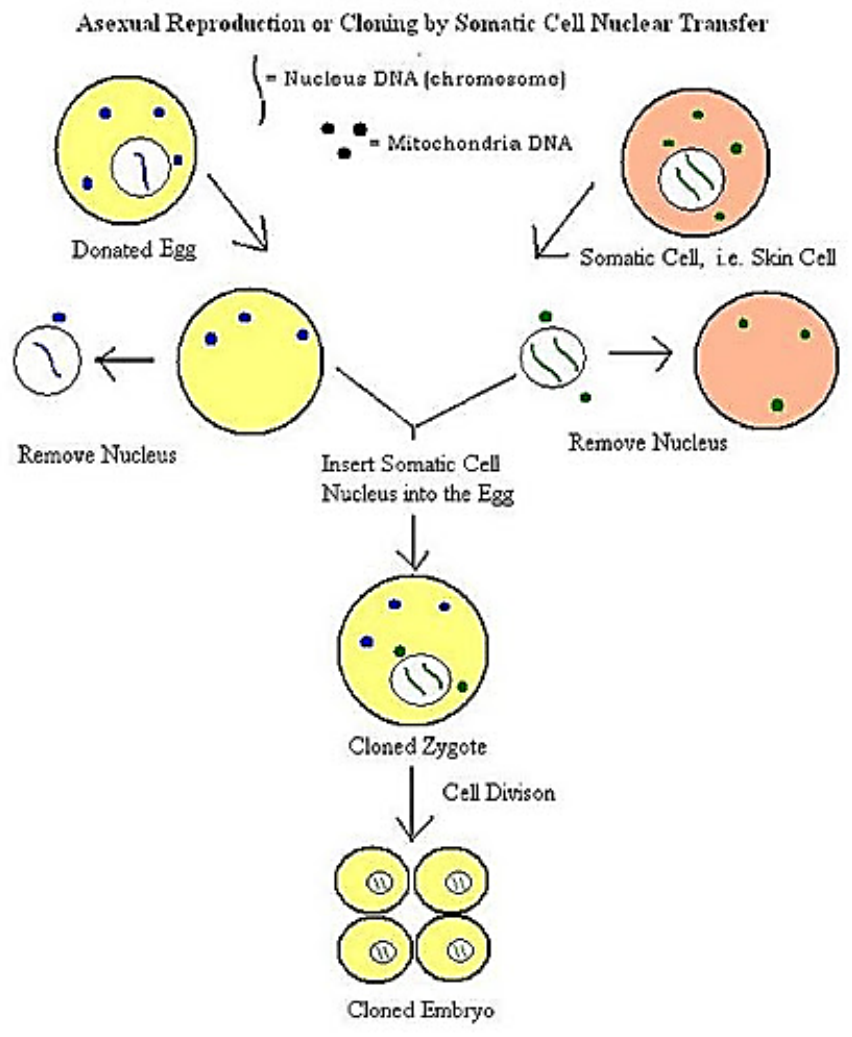 Asexual Reproduction or Cloning by Somatic Cell Nuclear Transfer
= Nucleus DNA (chromosome)
= Mitochondria DNA
Donated Egg
Somatic Cell, i.e. Skin Cell
Remove Nucleus
Remove Nucleus
Insert Somatic Cell
Nucleus into the Egg
Cloned Zygote
Cell Divison
Cloned Embryo